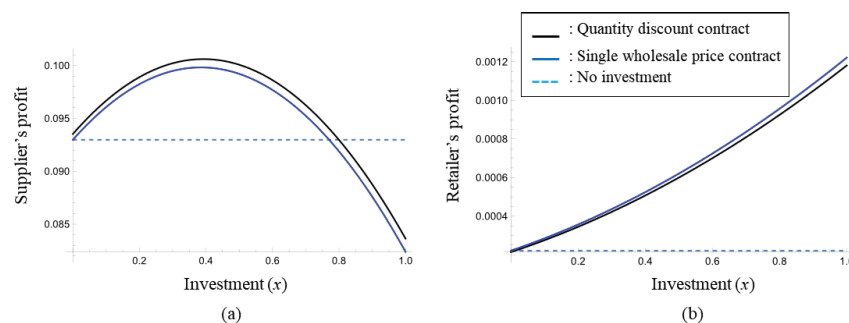 : Quantity discount contract
: Single wholesale price contract
: No investment
Supplier's profit
0.100
0.095
0.090
0.085
0.2
0.4
0.6
0.8
1.0
Investment (x)
(a)
Retailer's profit
0.0012
0.0010
0.0008
0.0006
0.0004
0.2
0.4
0.6
0.8
1.0
Investment (x)
(b)